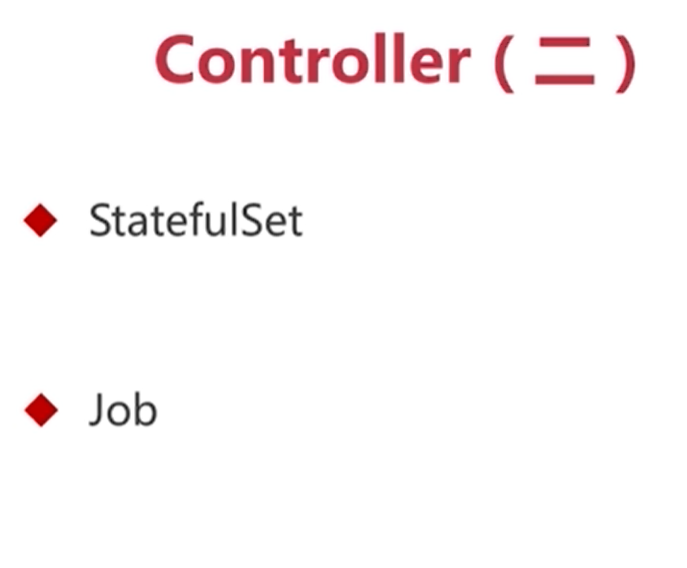 Controller（二）
StatefulSet
Job